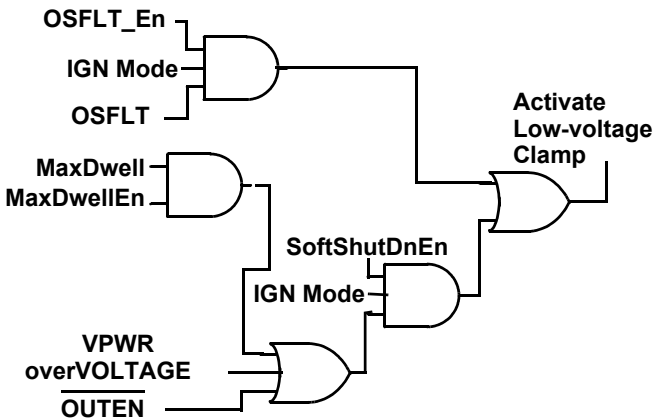 OSFLT_En
IGN Mode
OSFLT
Activate
Low-voltage
Clamp
MaxDwell
MaxDwellEn
SoftShutDnEn
IGN Mode
VPWR
overVOLTAGE
OUTEN